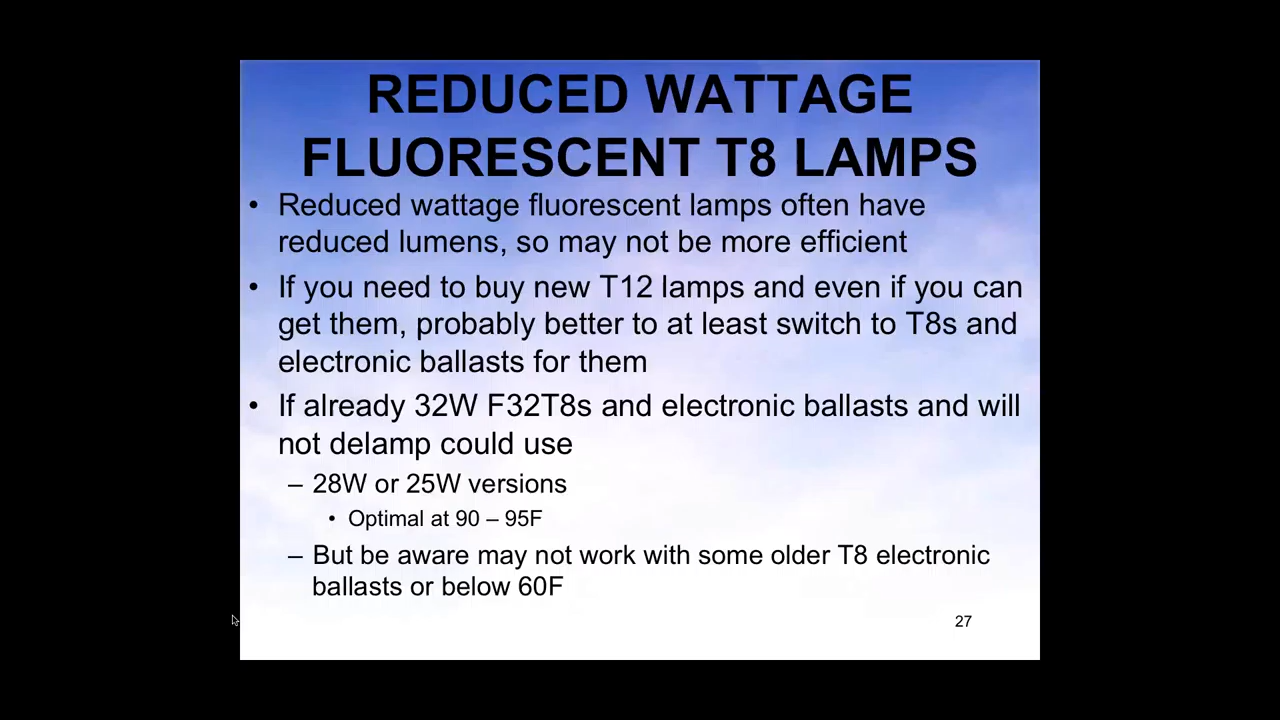 REDUCED WATTAGE
FLUORESCENT T8 LAMPS
• Reduced wattage fluorescent lamps often have
reduced lumens, so may not be more efficient
• If you need to buy new T12 lamps and even if you can
get them, probably better to at least switch to T8s and
electronic ballasts for them
• If already 32W F32T8s and electronic ballasts and will
not delamp could use
– 28W or 25W versions
• Optimal at 90 – 95F
– But be aware may not work with some older T8 electronic
ballasts or below 60F
27